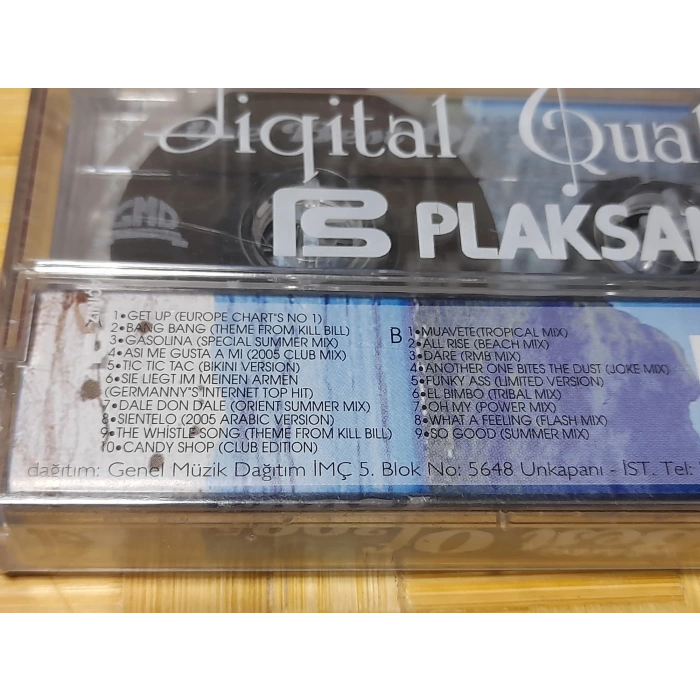 digital Qual
PLAKSAN
1•GET UP (EUROPE CHART'S NO 1)
2•BANG BANG (THEME FROM KILL BILL)
3•GASOLINA (SPECIAL SUMMER MIX)
4•ASI ME GUSTA A MI (2005 CLUB MIX)
5•TIC TIC TAC (BIKINI VERSION)
6•SIE LIEGT IM MEINEN ARMEN
(GERMANNY"S INTERNET TOP HIT)
7•DALE DON DALE (ORIENT SUMMER MIX)
8•SIENTELO (2005 ARABIC VERSION)
9•THE WHISTLE SONG (THEME FROM KILL BILL)
10•CANDY SHOP (CLUB EDITION)
B
1•MUAVETE(TROPICAL MIX)
2•ALL RISE (BEACH MIX)
3•DARE (RMB MIX)
4•ANOTHER ONE BITES THE DUST (JOKE MIX)
5•FUNKY ASS (LIMITED VERSION)
6•EL BIMBO (TRIBAL MIX)
7•OH MY (POWER MIX)
8•WHAT A FEELING (FLASH MIX)
9•SO GOOD (SUMMER MIX)
dağıtım: Genel Müzik Dağıtım İMÇ 5. Blok No: 5648 Unkapanı - İST. Tel: